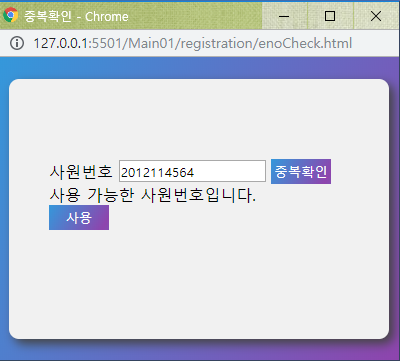 중복확인 - Chrome
127.0.0.1:5501/Main01/registration/enoCheck.html
사원번호 2012114564 중복확인
사용 가능한 사원번호입니다.
사용